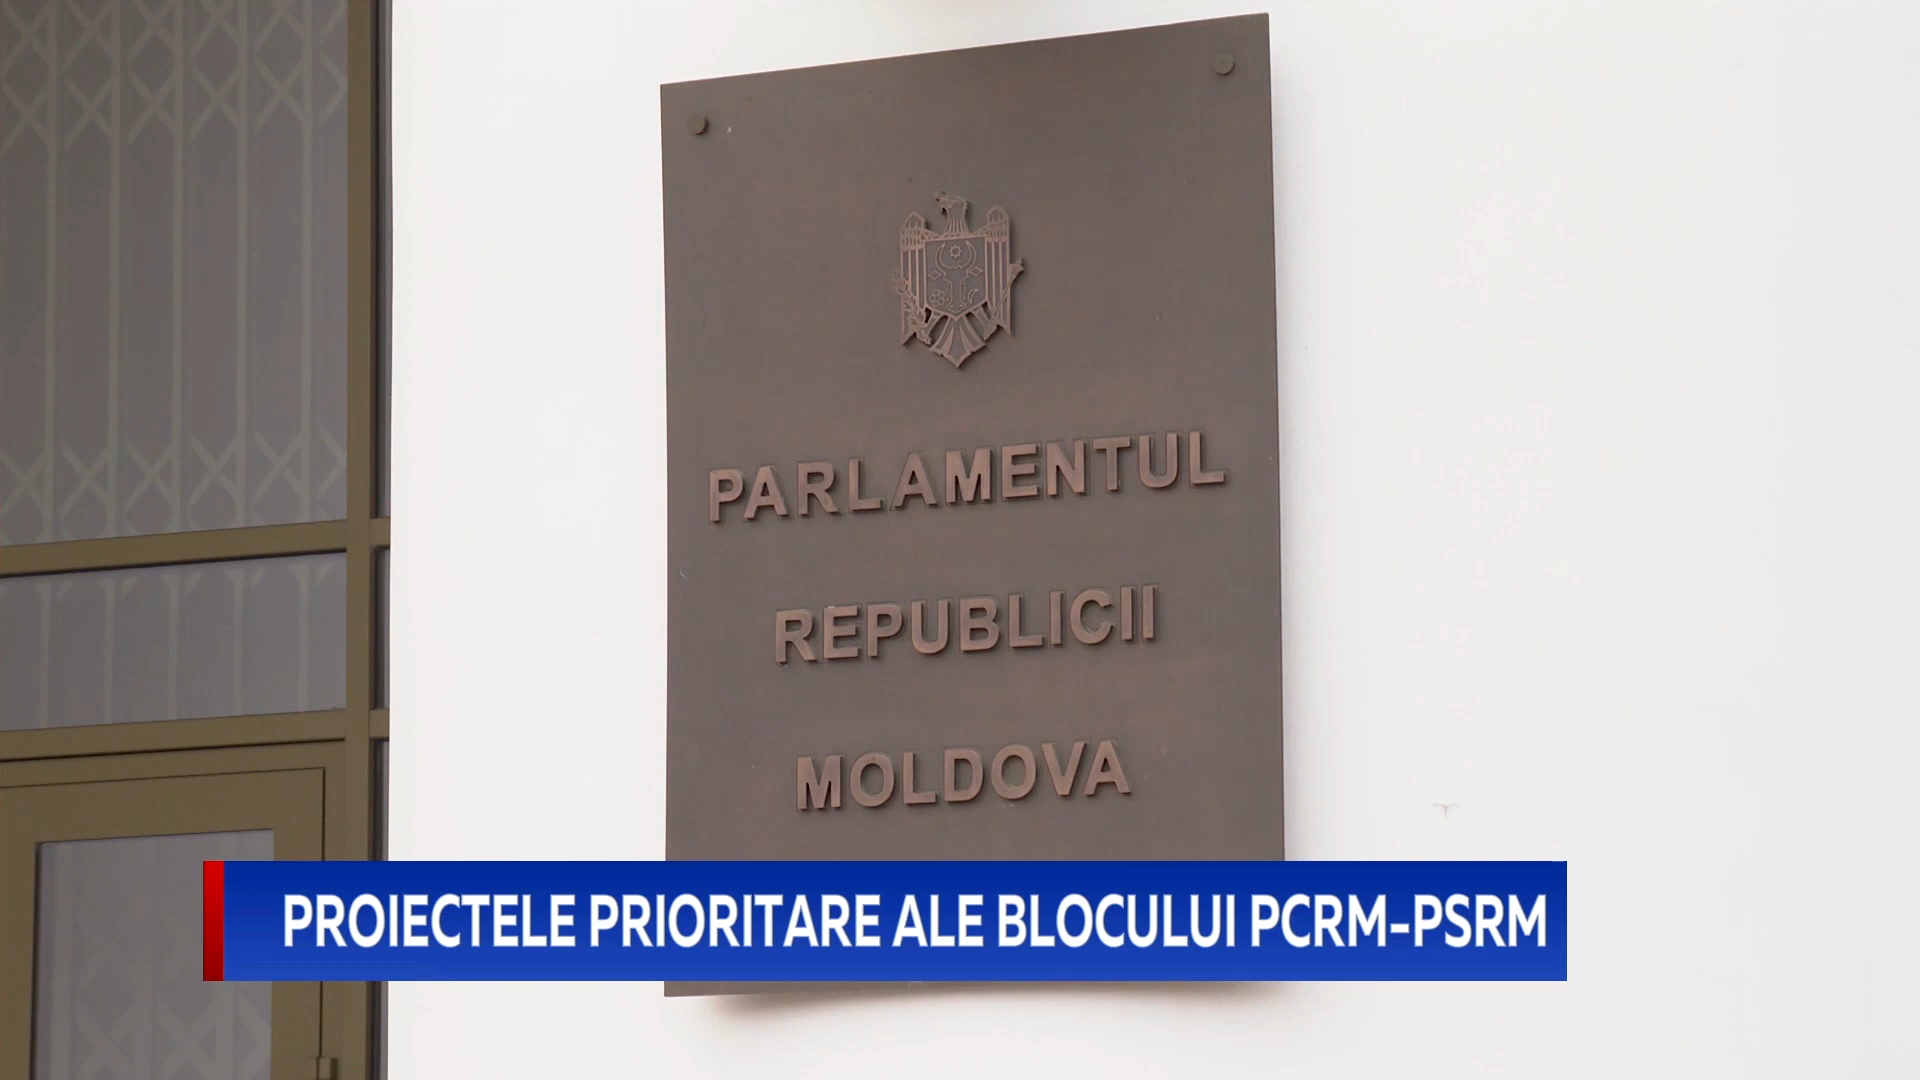 PARLAMENTUL
REPUBLICII
MOLDOVA
PROIECTELE PRIORITARE ALE BLOCULUI PCRM-PSRM